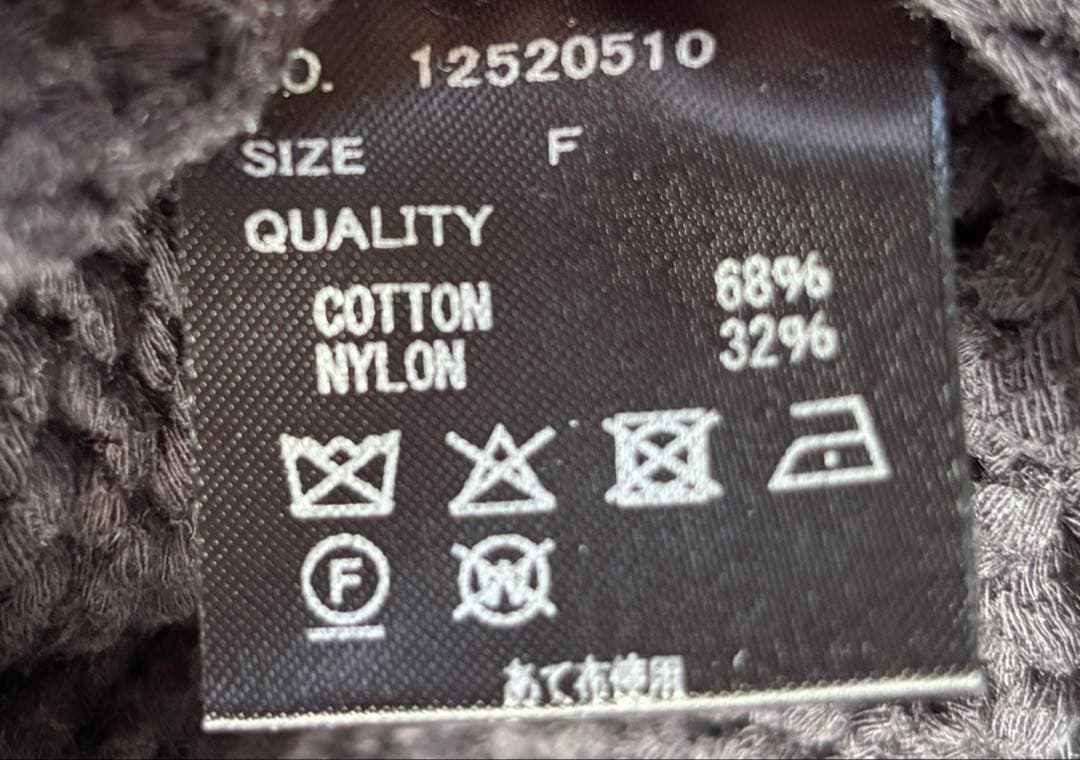 O. 12520510
SIZE F
QUALITY
COTTON 68%
NYLON 32%
F W
あて布使用